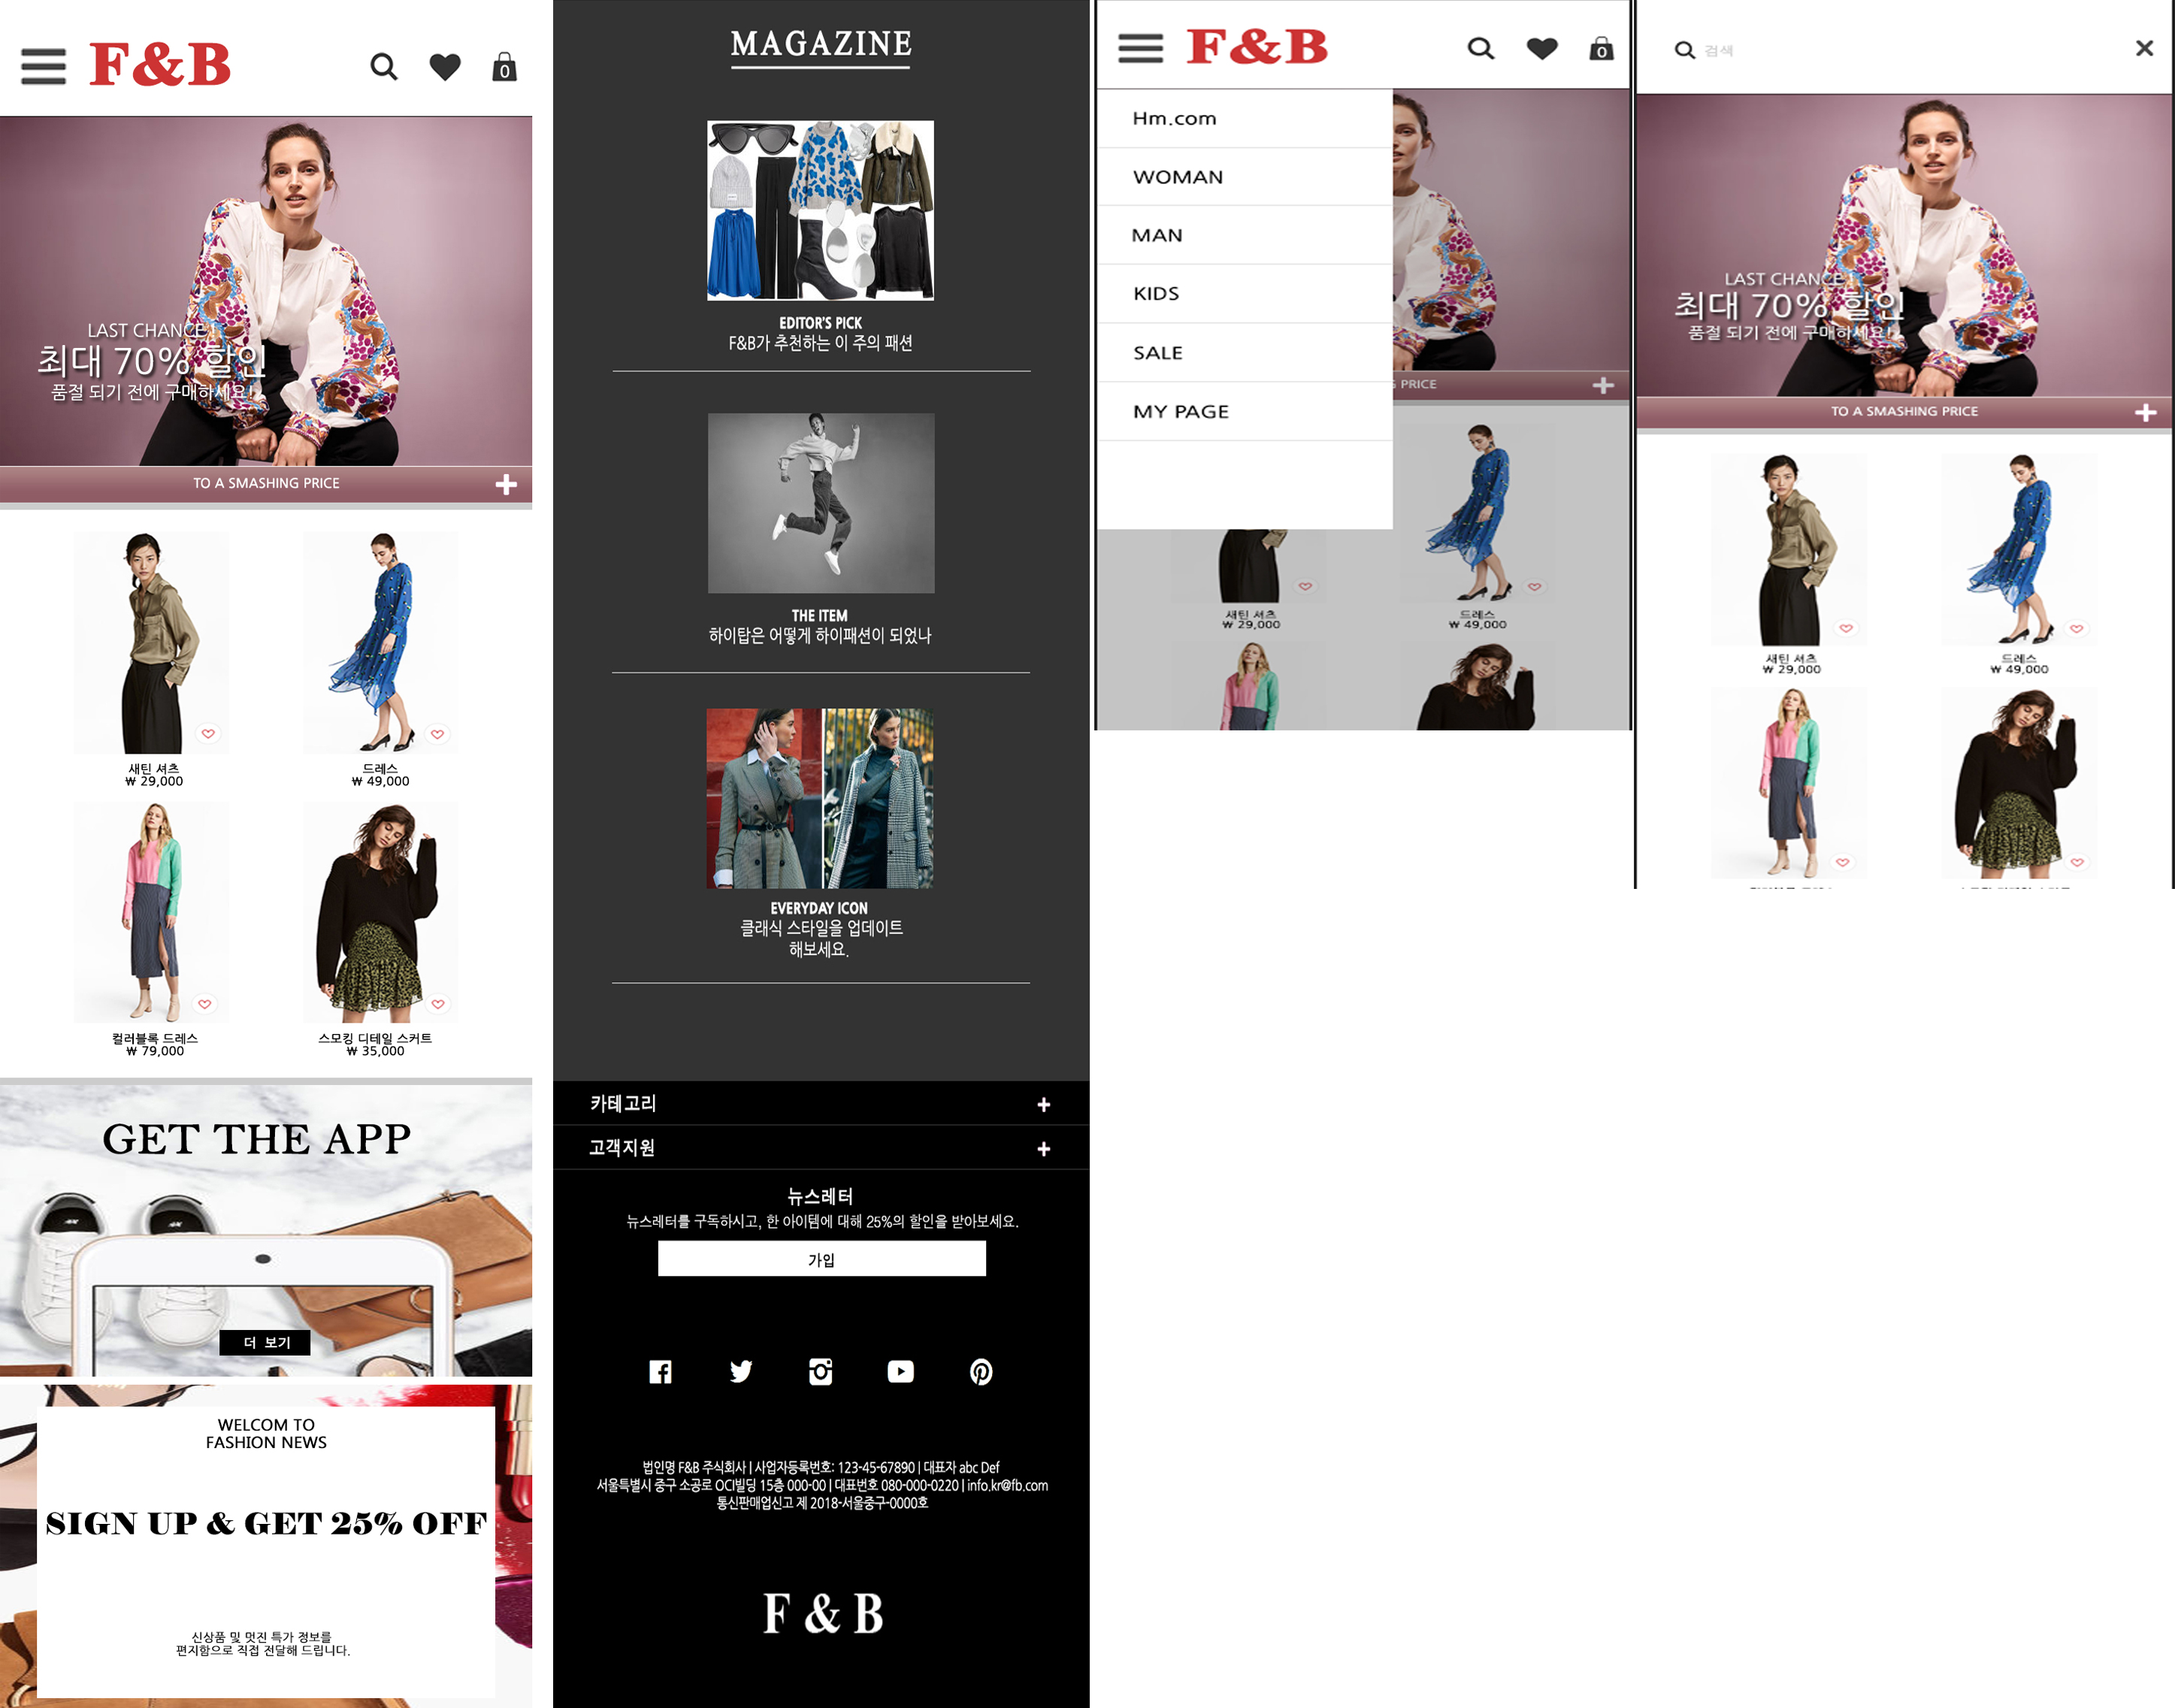 F&B
0
LAST CHANCE !
최대 70% 할인
품절 되기 전에 구매하세요!
TO A SMASHING PRICE
새틴 셔츠
₩ 29,000
드레스
₩ 49,000
컬러블록 드레스
₩ 79,000
스모킹 디테일 스커트
₩ 35,000
GET THE APP
더 보기
WELCOM TO
FASHION NEWS
SIGN UP & GET 25% OFF
신상품 및 멋진 특가 정보를
편지함으로 직접 전달해 드립니다.
MAGAZINE
EDITOR'S PICK
F&B가 추천하는 이 주의 패션
THE ITEM
하이탑은 어떻게 하이패션이 되었나
EVERYDAY ICON
클래식 스타일을 업데이트
해보세요.
카테고리
고객지원
뉴스레터
뉴스레터를 구독하시고, 한 아이템에 대해 25%의 할인을 받아보세요.
가입
법인명 F&B 주식회사 | 사업자등록번호: 123-45-67890 | 대표자 abc Def
서울특별시 중구 소공로 OCI빌딩 15층 000-00 | 대표번호 080-000-0220 | info.kr@fb.com
통신판매업신고 제 2018-서울중구-0000호
F & B
F&B
0
Hm.com
WOMAN
MAN
KIDS
SALE
MY PAGE
PRICE
새틴 셔츠
₩ 29,000
드레스
₩ 49,000
검색
LAST CHANCE !
최대 70% 할인
품절 되기 전에 구매하세요!
TO A SMASHING PRICE
새틴 셔츠
₩ 29,000
드레스
₩ 49,000